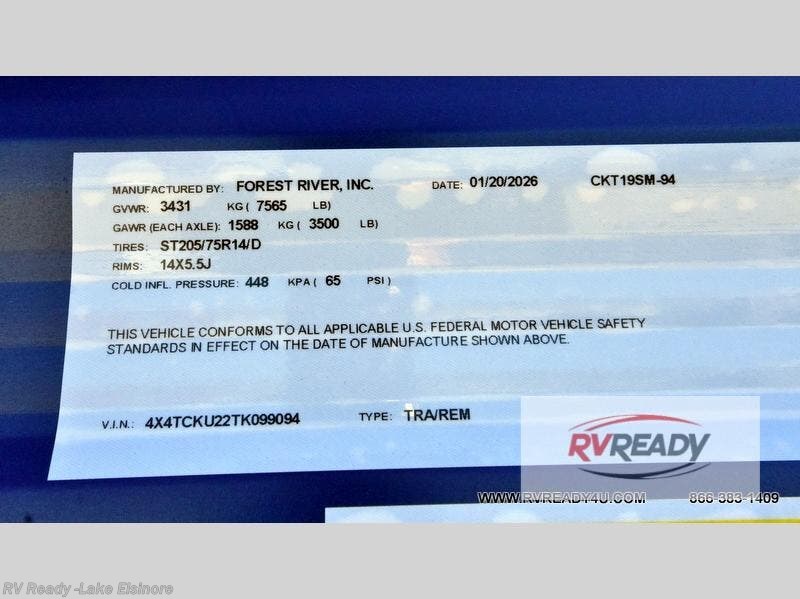 MANUFACTURED BY: FOREST RIVER, INC. DATE: 01/20/2026 CKT19SM-94
GVWR: 3431 KG ( 7565 LB)
GAWR (EACH AXLE): 1588 KG ( 3500 LB)
TIRES: ST205/75R14/D
RIMS: 14X5.5J
COLD INFL. PRESSURE: 448 KPA ( 65 PSI )
THIS VEHICLE CONFORMS TO ALL APPLICABLE U.S. FEDERAL MOTOR VEHICLE SAFETY
STANDARDS IN EFFECT ON THE DATE OF MANUFACTURE SHOWN ABOVE.
V.I.N.: 4X4TCKU22TK099094 TYPE: TRA/REM
RVREADY
WWW.RVREADY4U.COM 866-383-1409
RV Ready -Lake Elsinore